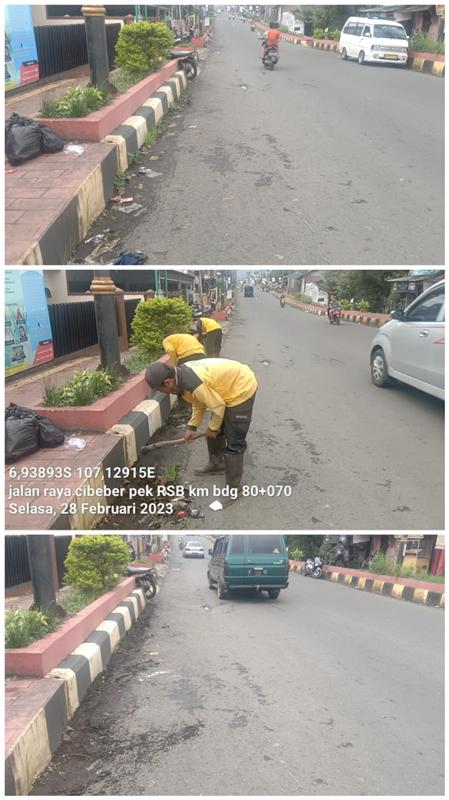 6,93893S 107,12915E
jalan raya cibeber pek RSB km bdg 80+070
Selasa, 28 Februari 2023